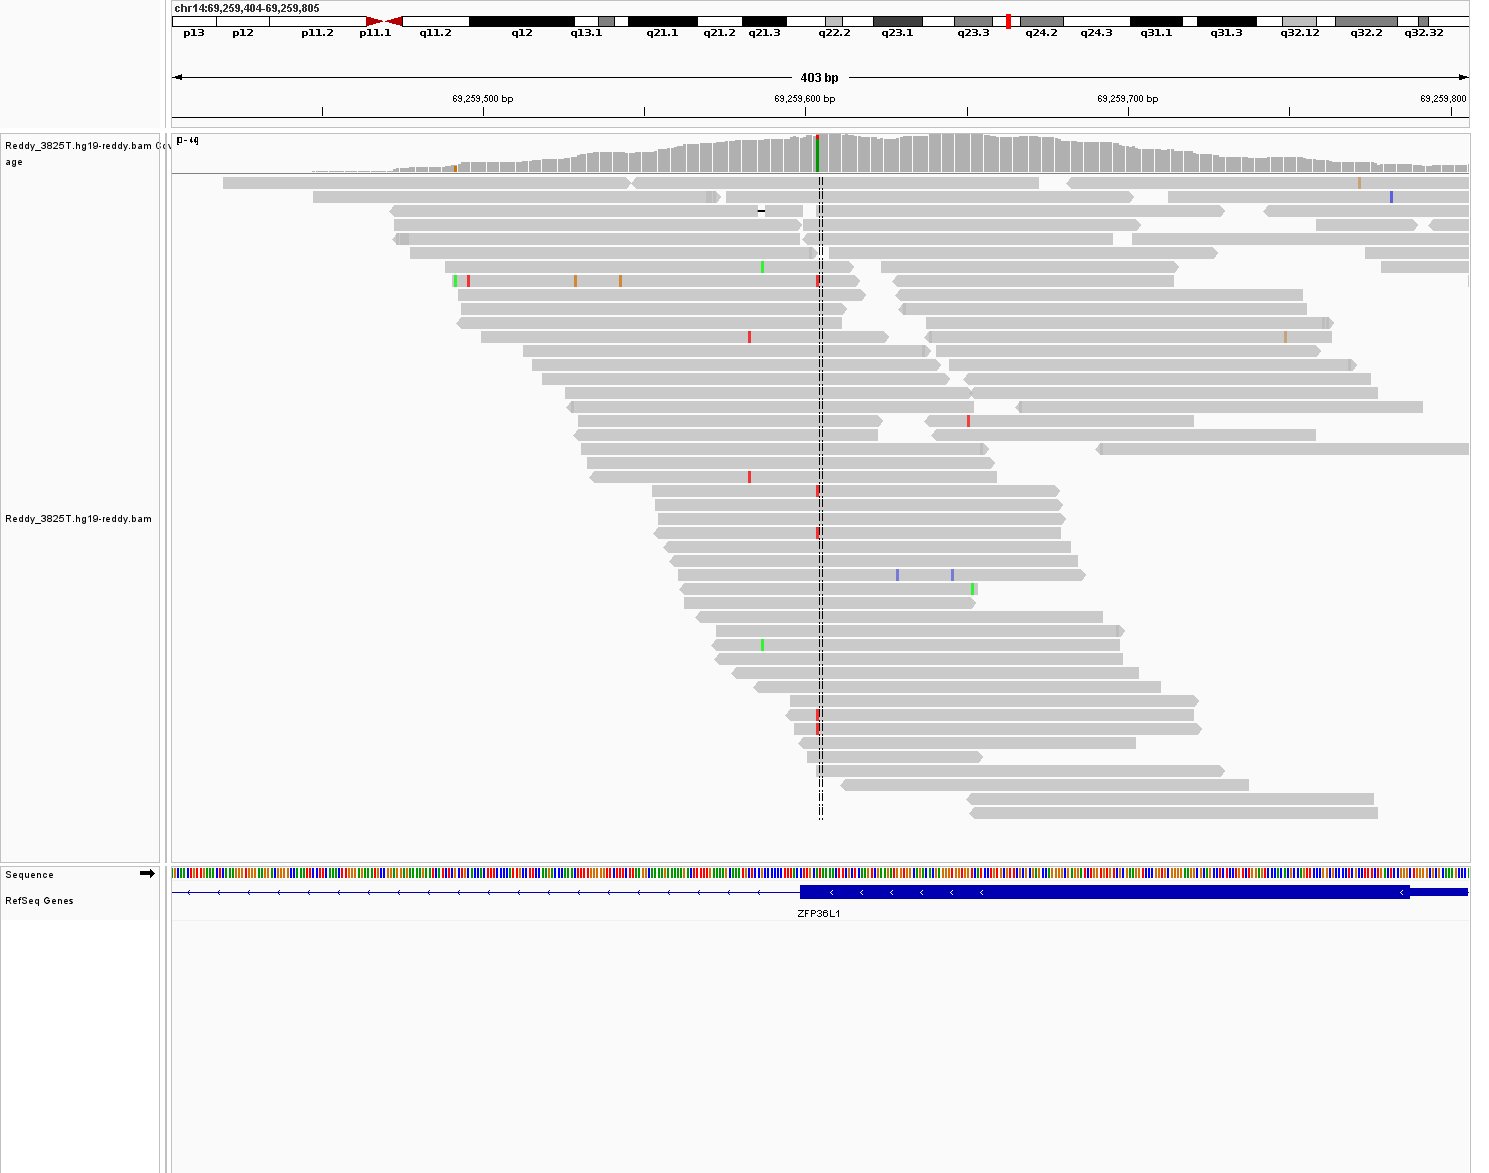 chr14:69,259,404-69,259,805
p13 p12 p11.2 p11.1 q11.2 q12 q13.1 q21.1 q21.2 q21.3 q22.2 q23.1 q23.3 q24.2 q24.3 q31.1 q31.3 q32.12 q32.2 q32.32
403 bp
69,259,500 bp 69,259,600 bp 69,259,700 bp 69,259,800
Reddy_3825T.hg19-reddy.bam Cov
age
Reddy_3825T.hg19-reddy.bam
Sequence
RefSeq Genes
ZFP36L1